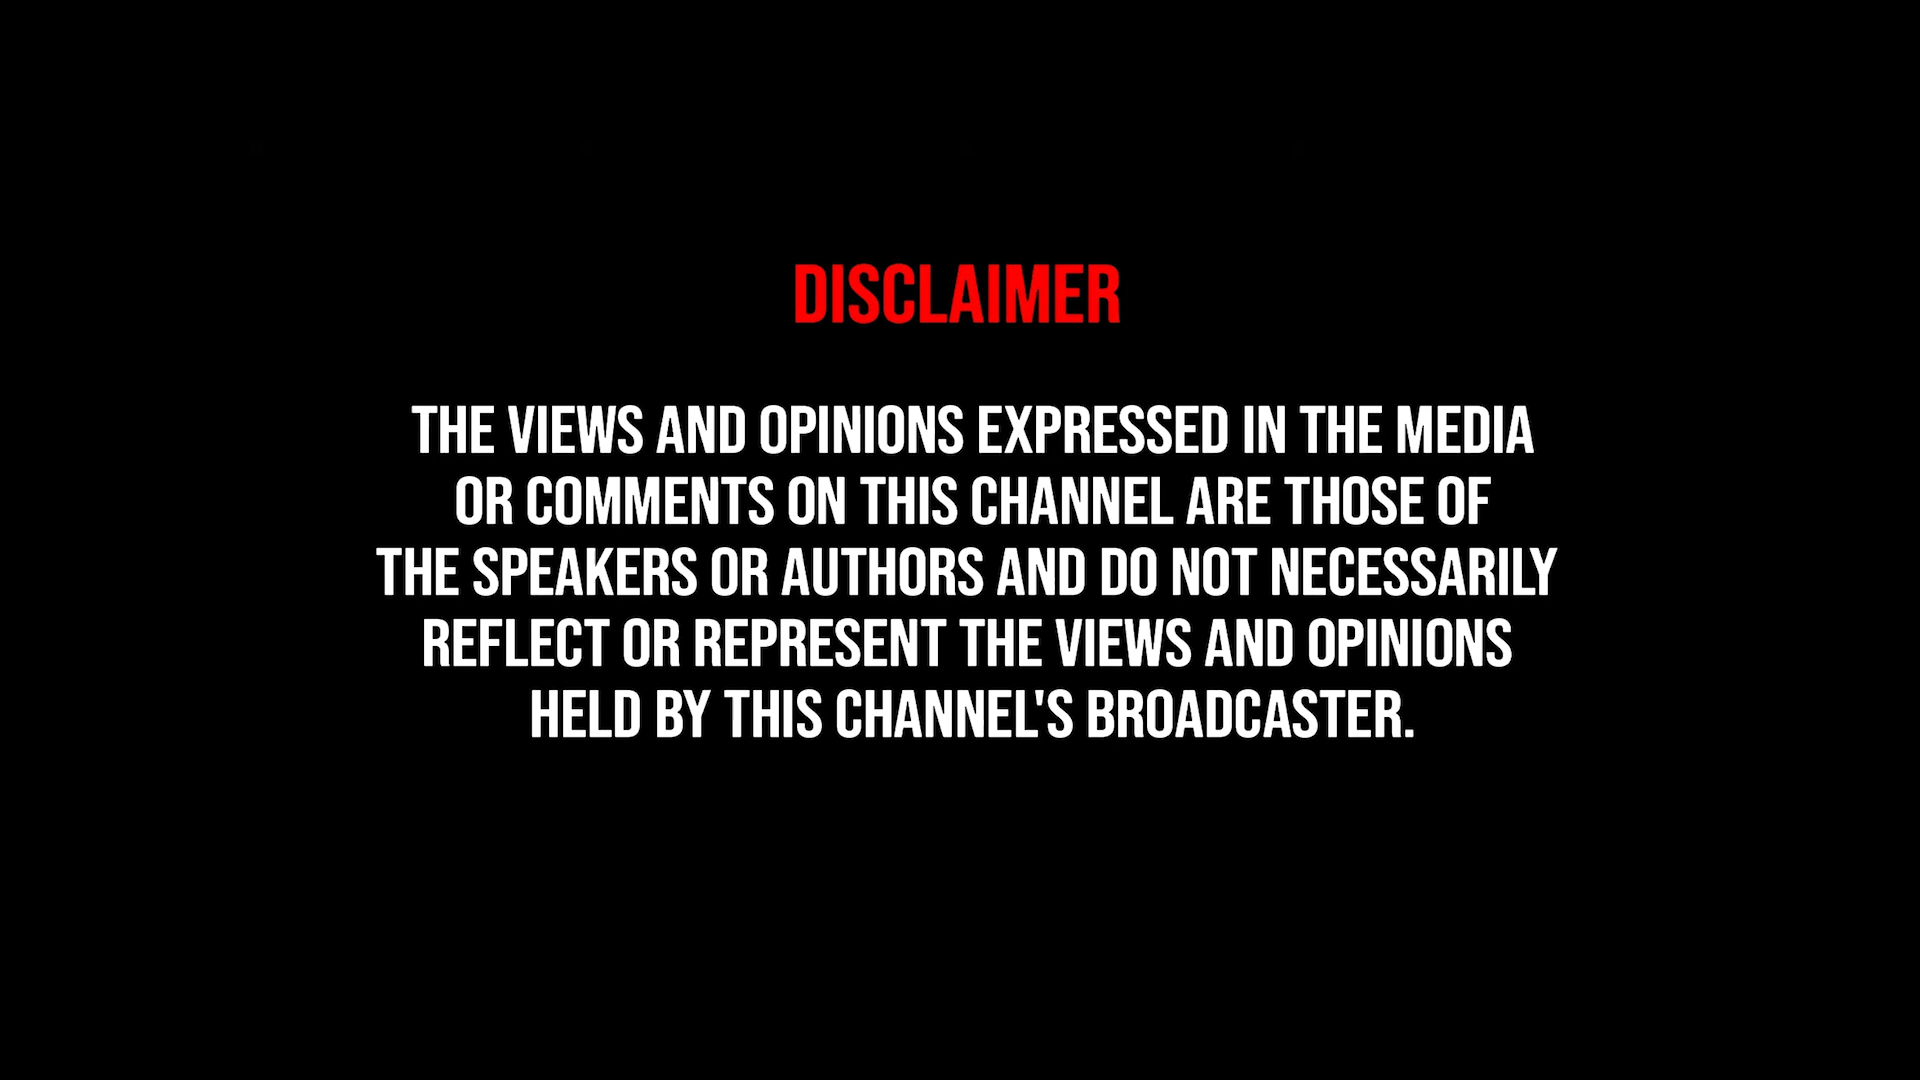 DISCLAIMER
THE VIEWS AND OPINIONS EXPRESSED IN THE MEDIA
OR COMMENTS ON THIS CHANNEL ARE THOSE OF
THE SPEAKERS OR AUTHORS AND DO NOT NECESSARILY
REFLECT OR REPRESENT THE VIEWS AND OPINIONS
HELD BY THIS CHANNEL'S BROADCASTER.